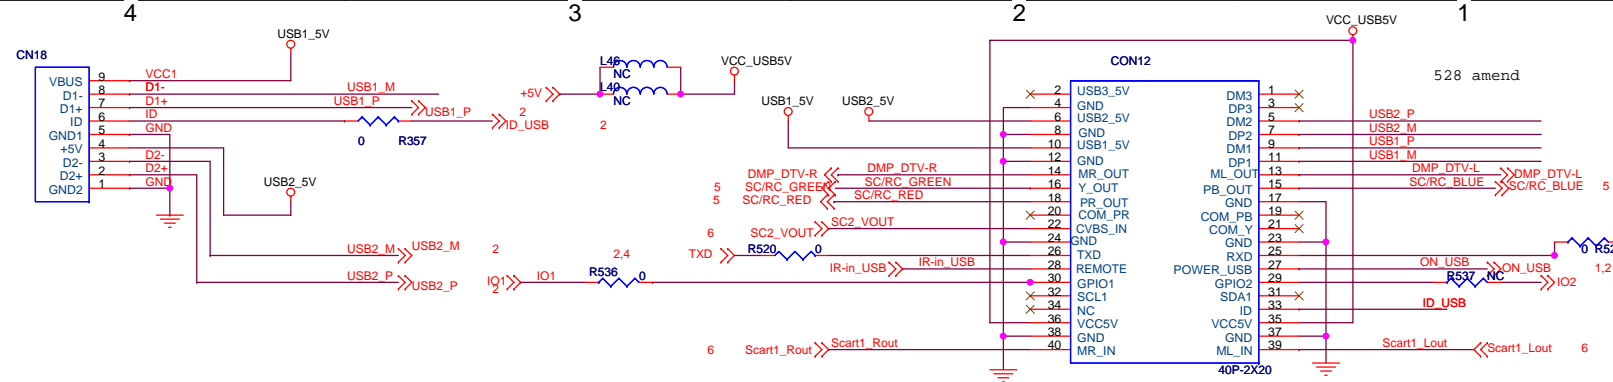 4 3 2 1
CN18
VBUS 9 VCC1
D1- 8 D1- USB1_M
D1+ 7 D1+ USB1_P USB1_P 2
ID 6 ID 0 R357 ID_USB 2
GND1 5 GND
+5V 4
D2- 3 D2-
D2+ 2 D2+
GND2 1 GND
USB1_5V
USB2_5V
USB2_M USB2_M 2
USB2_P USB2_P
L46
NC
L40
NC
+5V
VCC_USB5V
IO1 2 IO1 R536 0
2,4
USB1_5V USB2_5V
VCC_USB5V
528 amend
CON12
2 USB3_5V
4 GND
6 USB2_5V
8 GND
10 USB1_5V
12 GND
DMP_DTV-R DMP_DTV-R 14 MR_OUT
5 SC/RC_GREEN SC/RC_GREEN 16 Y_OUT
5 SC/RC_RED SC/RC_RED 18 PR_OUT
20 COM_PR
6 SC2_VOUT SC2_VOUT 22 CVBS_IN
24 GND
TXD R520 0 26 TXD
IR-in_USB IR-in_USB 28 REMOTE
30 GPIO1
32 SCL1
34 NC
36 VCC5V
38 GND
6 Scart1_Rout Scart1_Rout 40 MR_IN
DM3 1
DP3 3
DM2 5 USB2_P
DP2 7 USB2_M
DM1 9 USB1_P
DP1 11 USB1_M
ML_OUT 13 DMP_DTV-L DMP_DTV-L
PB_OUT 15 SC/RC_BLUE SC/RC_BLUE 5
GND 17
COM_PB 19
COM_Y 21
GND 23
RXD 25 0 R52
POWER_USB 27 ON_USB ON_USB 1,2
GPIO2 29 R537 NC IO2
SDA1 31
ID 33 ID_USB
VCC5V 35
GND 37
ML_IN 39 Scart1_Lout Scart1_Lout 6
40P-2X20